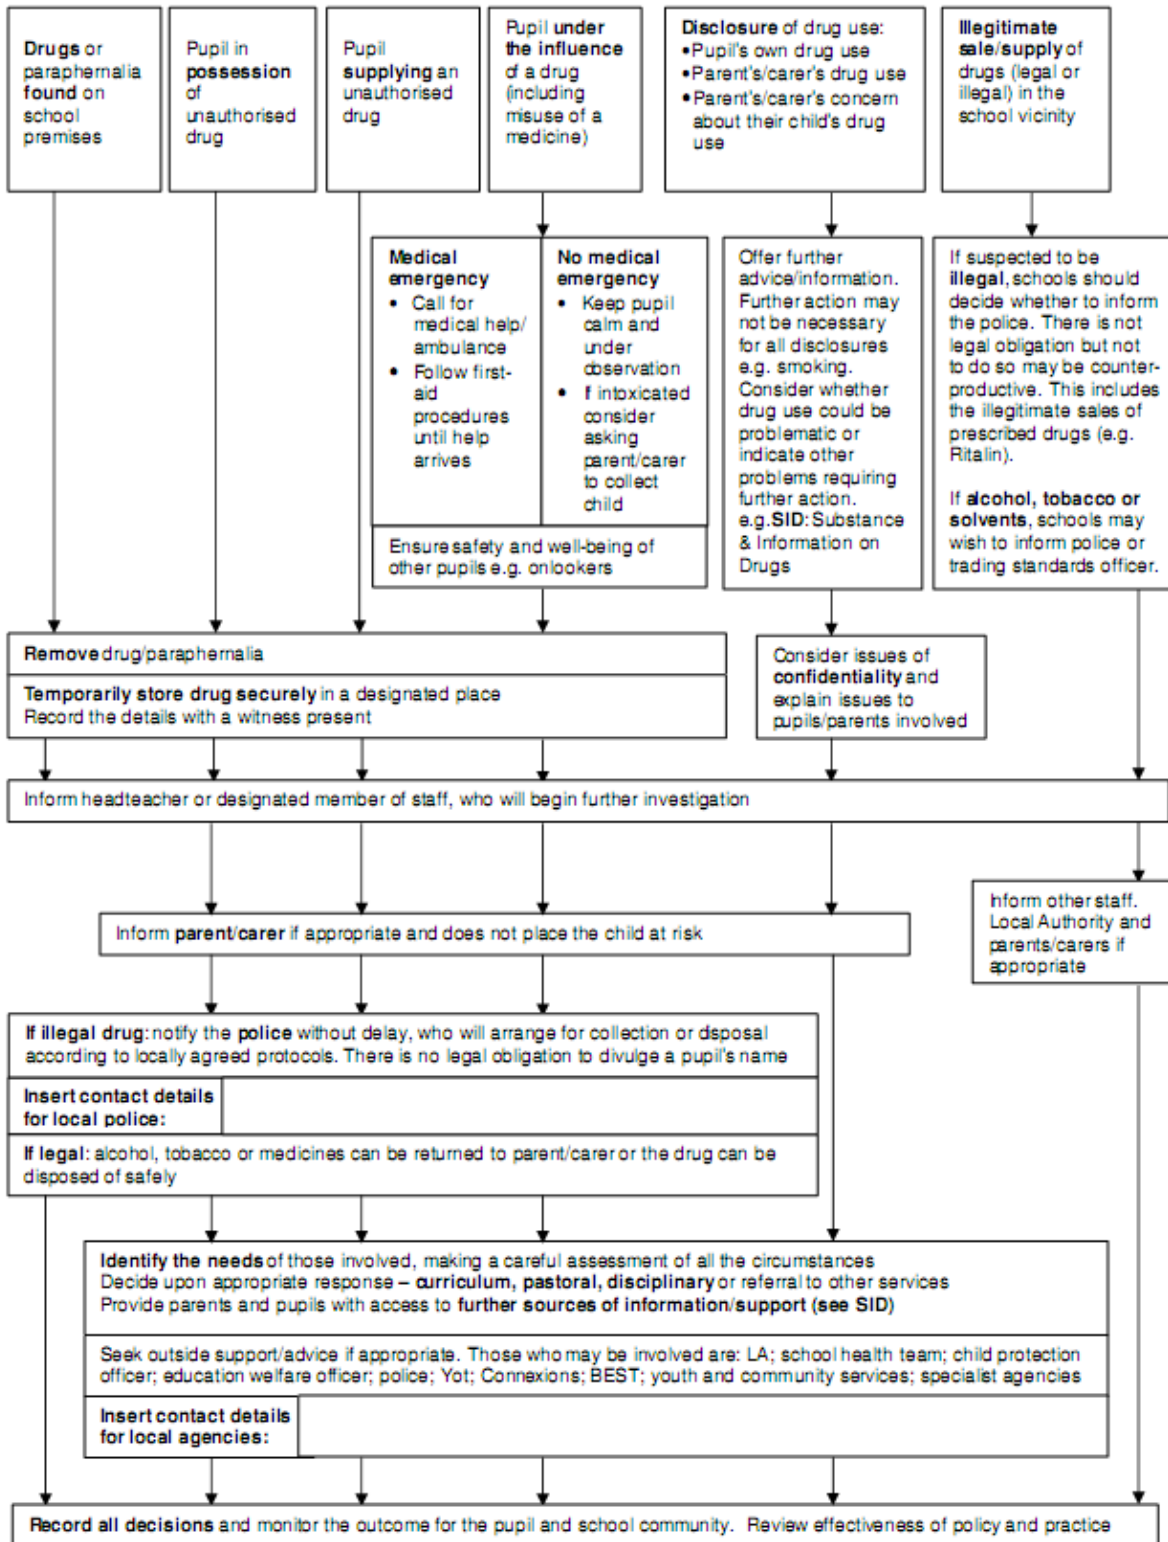 Drugs or
paraphernalia
found on
school
premises
Pupil in
possession
of
unauthorised
drug
Pupil
supplying an
unauthorised
drug
Pupil under
the influence
of a drug
(including
misuse of a
medicine)
Disclosure of drug use:
•Pupil's own drug use
•Parent's/carer's drug use
•Parent's/carer's concern
about their child's drug
use
Illegitimate
sale/supply of
drugs (legal or
illegal) in the
school vicinity
Medical
emergency
• Call for
medical help/
ambulance
• Follow first-
aid
procedures
until help
arrives
No medical
emergency
• Keep pupil
calm and
under
observation
• If intoxicated
consider
asking
parent/carer
to collect
child
Ensure safety and well-being of
other pupils e.g. onlookers
Offer further
advice/information.
Further action may
not be necessary
for all disclosures
e.g. smoking.
Consider whether
drug use could be
problematic or
indicate other
problems requiring
further action.
e.g.SID: Substance
& Information on
Drugs
If suspected to be
illegal, schools should
decide whether to inform
the police. There is not
legal obligation but not
to do so may be counter-
productive. This includes
the illegitimate sales of
prescribed drugs (e.g.
Ritalin).
If alcohol, tobacco or
solvents, schools may
wish to inform police or
trading standards officer.
Remove drug/paraphernalia
Temporarily store drug securely in a designated place
Record the details with a witness present
Consider issues of
confidentiality and
explain issues to
pupils/parents involved
Inform headteacher or designated member of staff, who will begin further investigation
Inform parent/carer if appropriate and does not place the child at risk
Inform other staff.
Local Authority and
parents/carers if
appropriate
If illegal drug: notify the police without delay, who will arrange for collection or disposal
according to locally agreed protocols. There is no legal obligation to divulge a pupil's name
Insert contact details
for local police:
If legal: alcohol, tobacco or medicines can be returned to parent/carer or the drug can be
disposed of safely
Identify the needs of those involved, making a careful assessment of all the circumstances
Decide upon appropriate response – curriculum, pastoral, disciplinary or referral to other services
Provide parents and pupils with access to further sources of information/support (see SID)
Seek outside support/advice if appropriate. Those who may be involved are: LA; school health team; child protection
officer; education welfare officer; police; Yot; Connexions; BEST; youth and community services; specialist agencies
Insert contact details
for local agencies:
Record all decisions and monitor the outcome for the pupil and school community. Review effectiveness of policy and practice